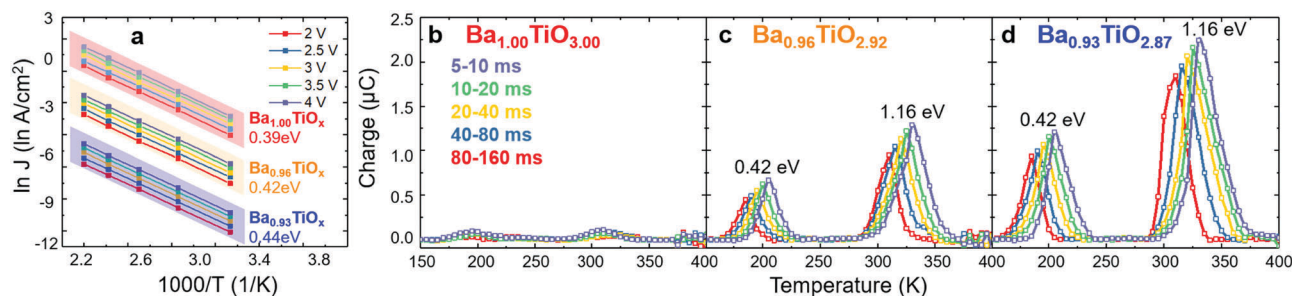 a
2 V
2.5 V
3 V
3.5 V
4 V
Ba1.00TiOx
0.39eV
Ba0.96TiOx
0.42eV
Ba0.93TiOx
0.44eV
0
-3
-6
-9
-12
ln J (ln A/cm2)
2.2 2.6 3.0 3.4 3.8
1000/T (1/K)
b Ba1.00TiO3.00
5-10 ms
10-20 ms
20-40 ms
40-80 ms
80-160 ms
2.5
2.0
1.5
1.0
0.5
0.0
Charge (µC)
150 200 250 300 350 400
c Ba0.96TiO2.92
0.42 eV
1.16 eV
200 250 300 350 400
Temperature (K)
d Ba0.93TiO2.87
0.42 eV
1.16 eV
200 250 300 350 400